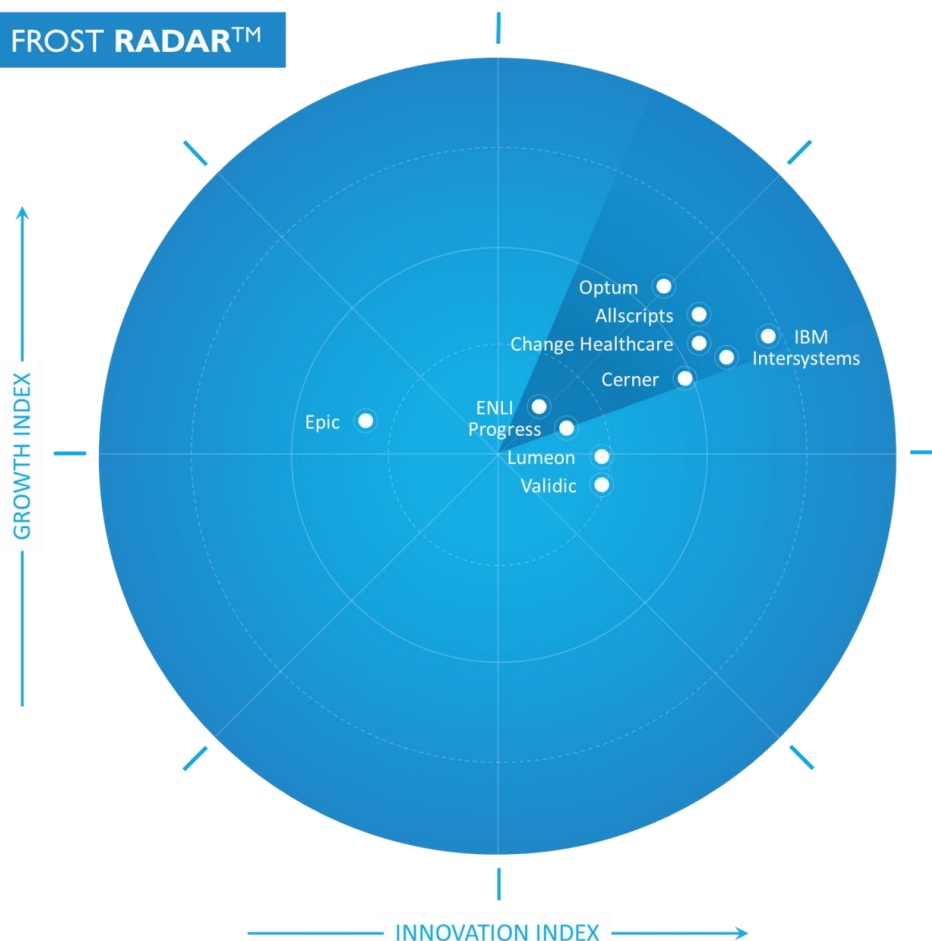 FROST RADAR™
Optum
Allscripts
Change Healthcare
IBM
Intersystems
Cerner
ENLI
Epic
Progress
Lumeon
Validic
GROWTH INDEX
INNOVATION INDEX